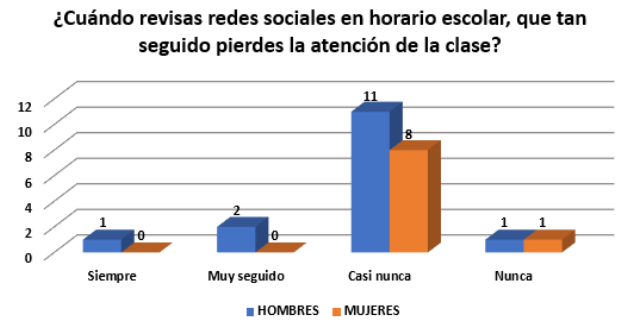 ¿Cuándo revisas redes sociales en horario escolar, que tan
seguido pierdes la atención de la clase?
12
10
8
6
4
2
0
1
0
2
0
11
8
1
1
Siempre
Muy seguido
Casi nunca
Nunca
HOMBRES
MUJERES